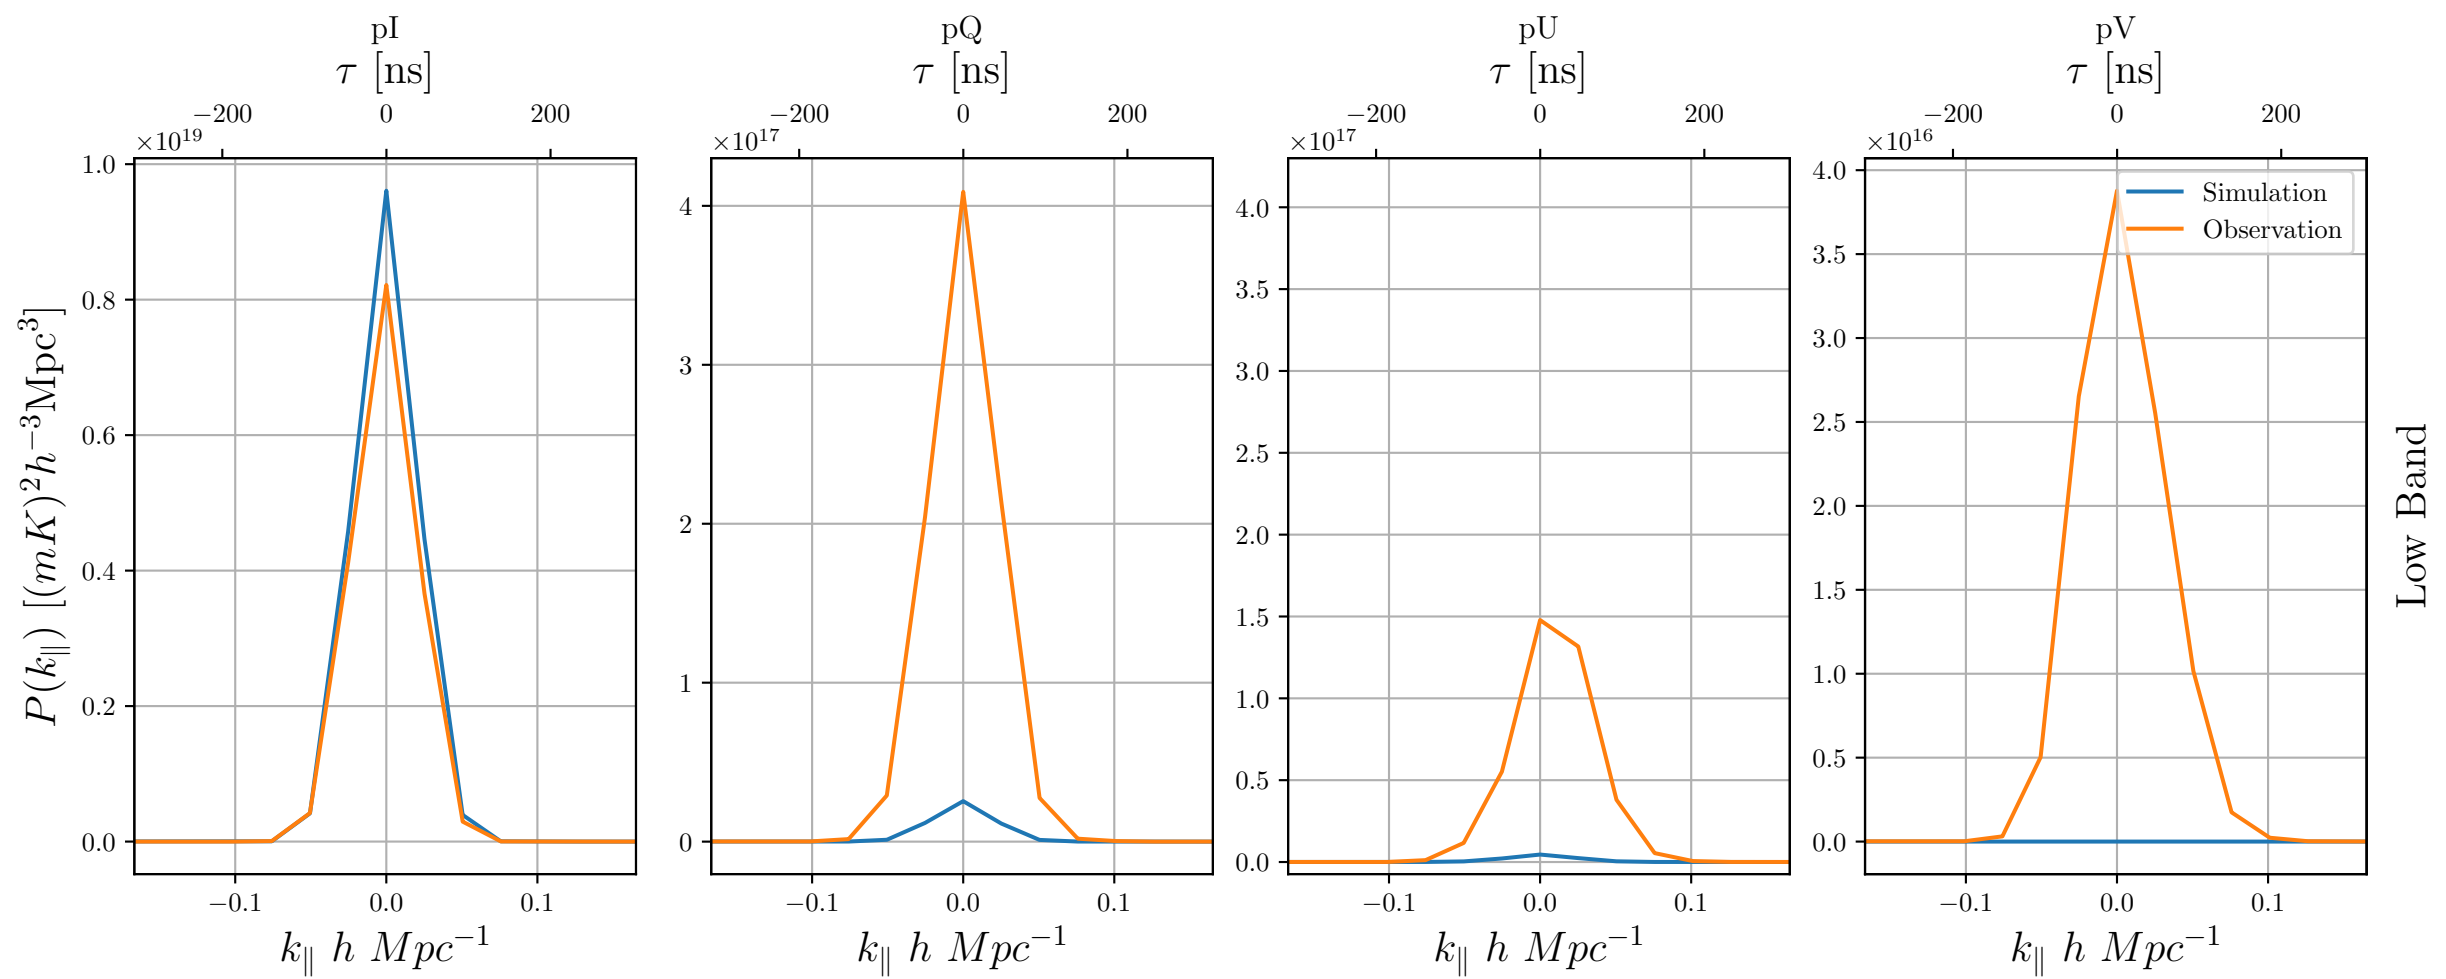 pI
τ [ns]
−200 0 200
×10^19
1.0
0.8
0.6
0.4
0.2
0.0
−0.1 0.0 0.1
k_∥ h Mpc^−1
P(k_∥) [(mK)^2 h^−3 Mpc^3]
pQ
τ [ns]
−200 0 200
×10^17
4
3
2
1
0
−0.1 0.0 0.1
k_∥ h Mpc^−1
pU
τ [ns]
−200 0 200
×10^17
4.0
3.5
3.0
2.5
2.0
1.5
1.0
0.5
0.0
−0.1 0.0 0.1
k_∥ h Mpc^−1
pV
τ [ns]
−200 0 200
×10^16
4.0
3.5
3.0
2.5
2.0
1.5
1.0
0.5
0.0
−0.1 0.0 0.1
k_∥ h Mpc^−1
Simulation
Observation
Low Band